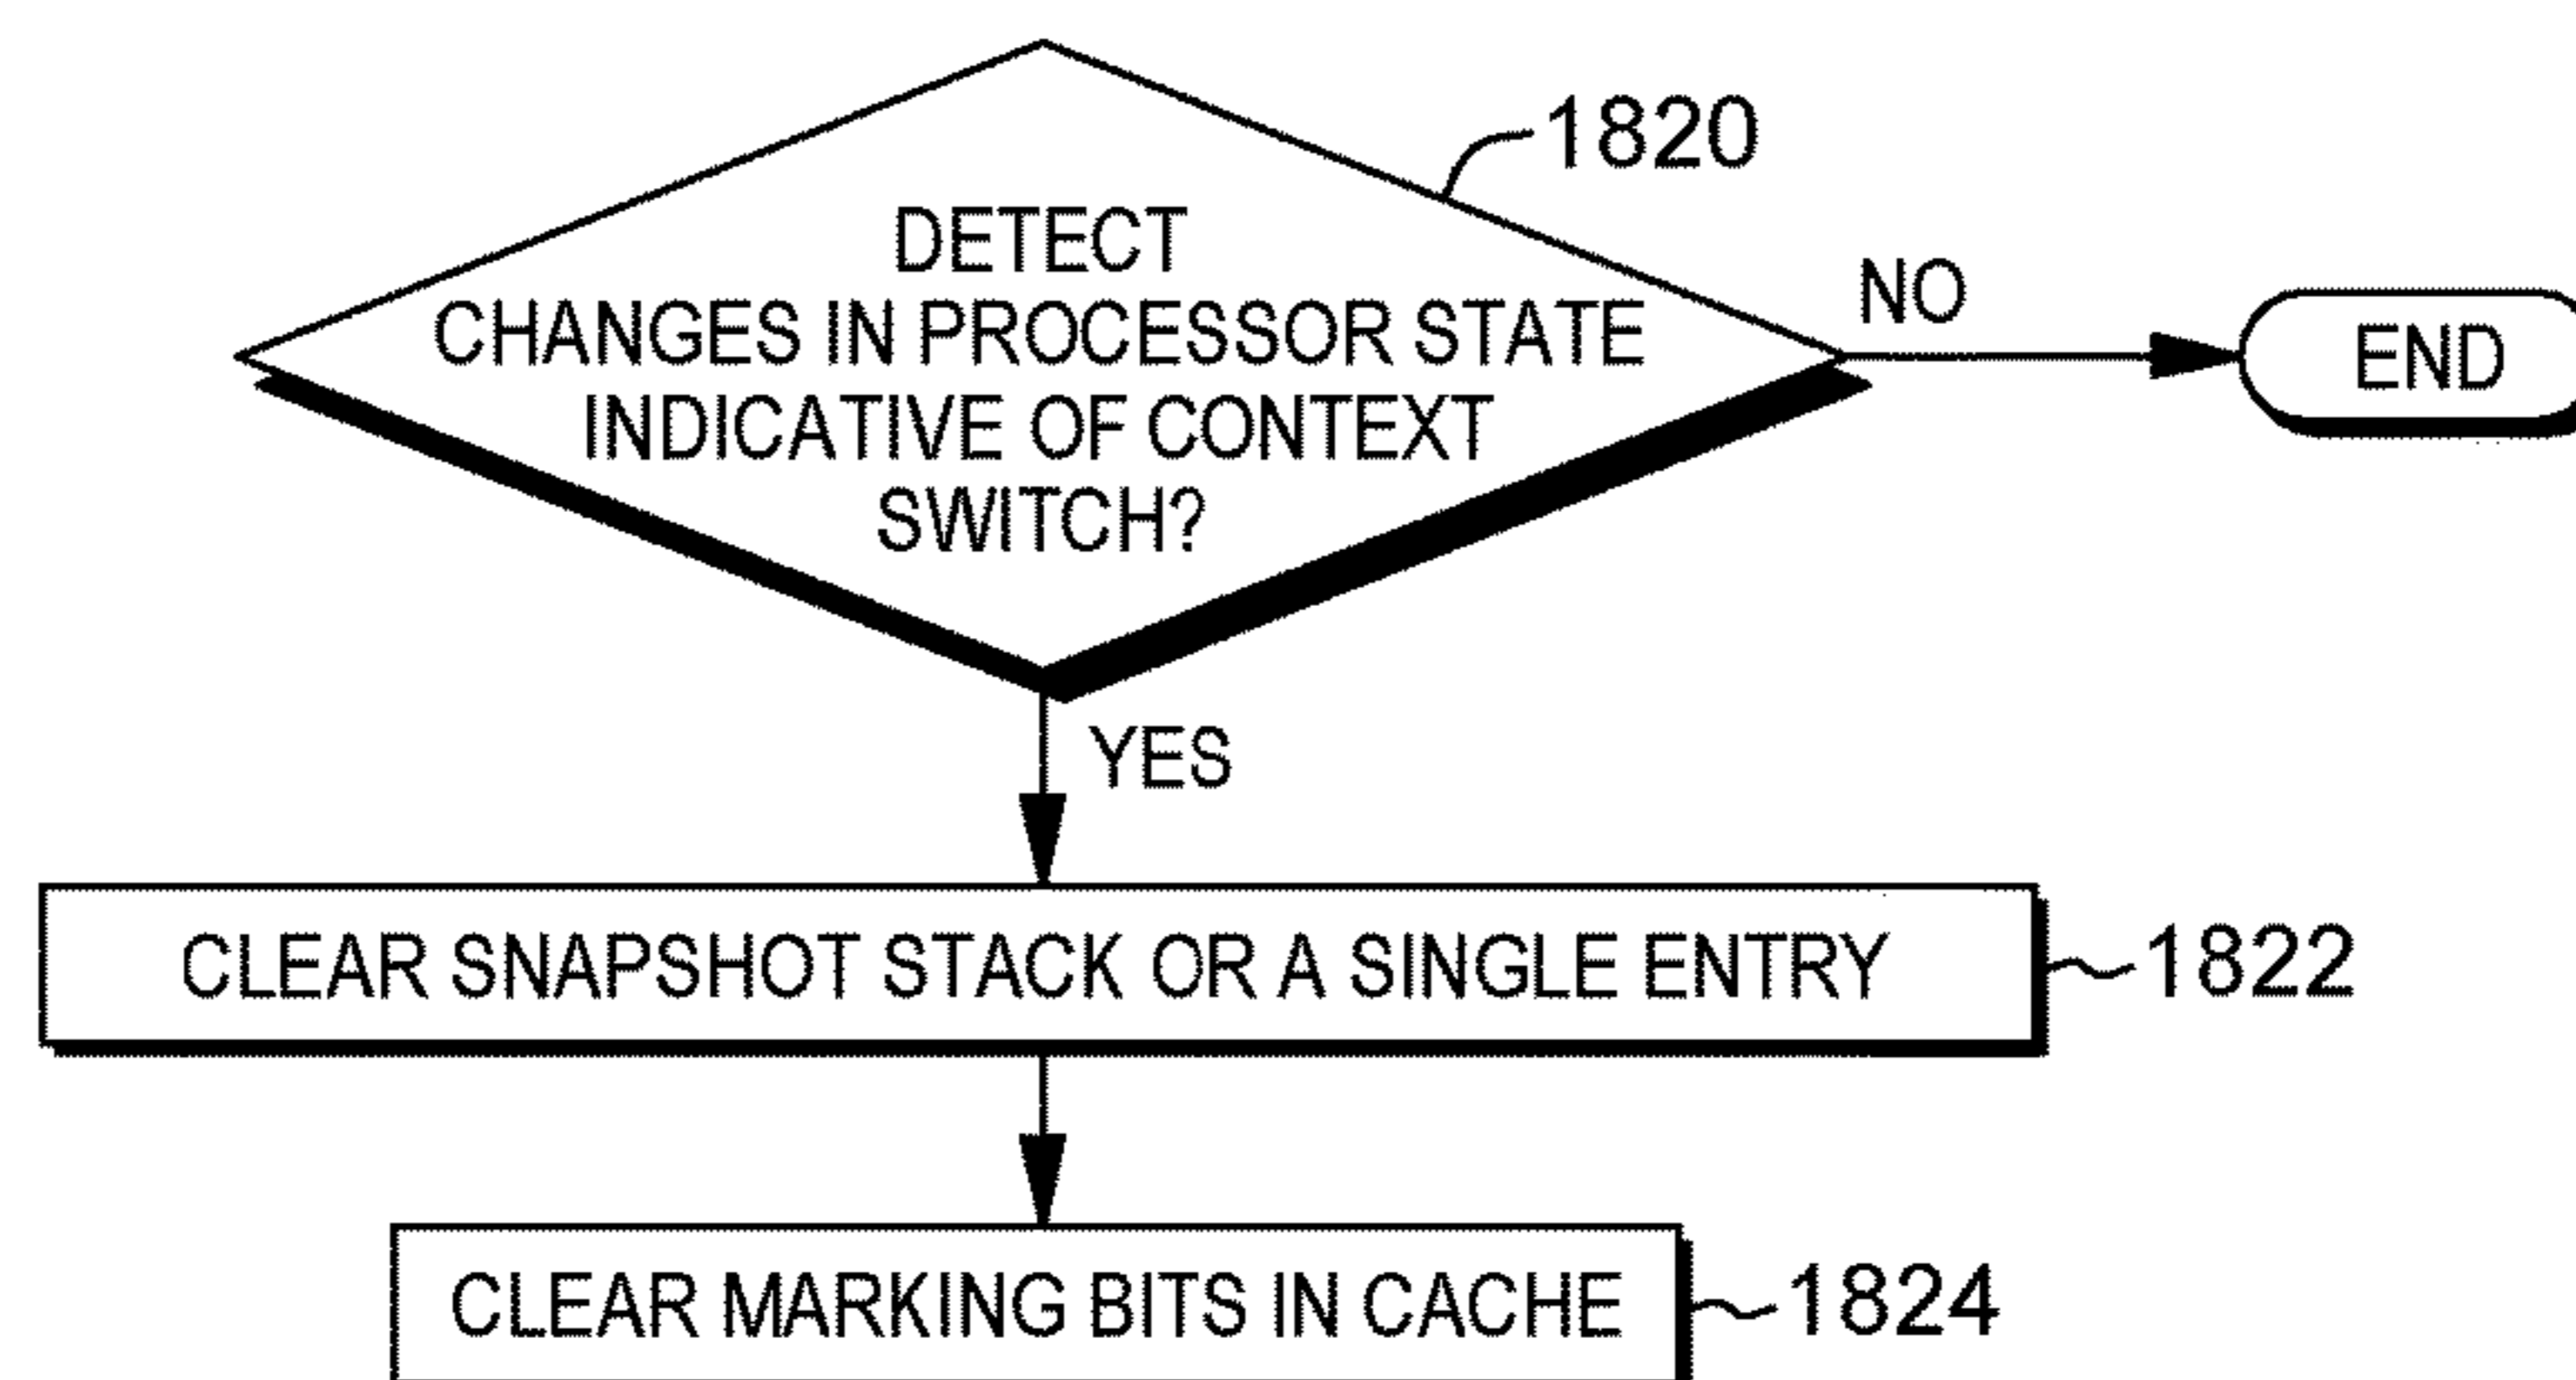 1820
DETECT
CHANGES IN PROCESSOR STATE
INDICATIVE OF CONTEXT
SWITCH?
NO
END
YES
CLEAR SNAPSHOT STACK OR A SINGLE ENTRY
1822
CLEAR MARKING BITS IN CACHE
1824